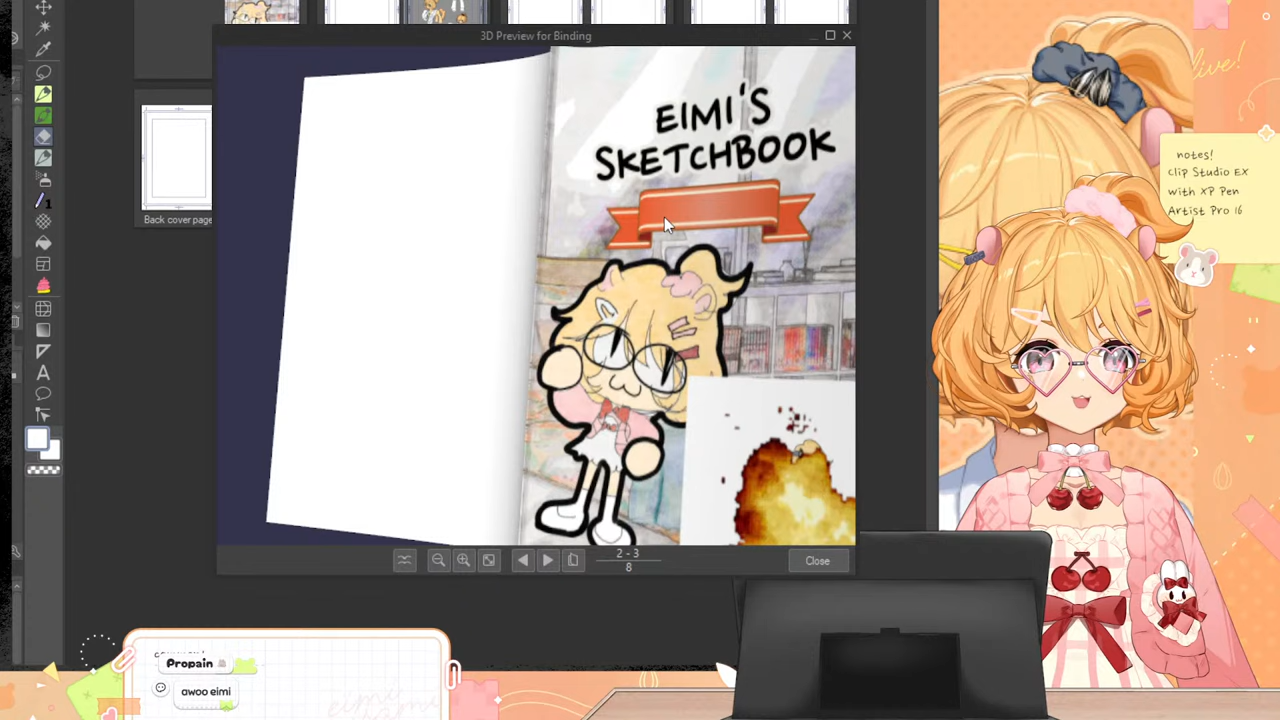 3D Preview for Binding
EIMI'S
SKETCHBOOK
Back cover page
2 - 3
8
Close
live!
notes!
Clip Studio EX
with XP Pen
Artist Pro 16
Propain
awoo eimi